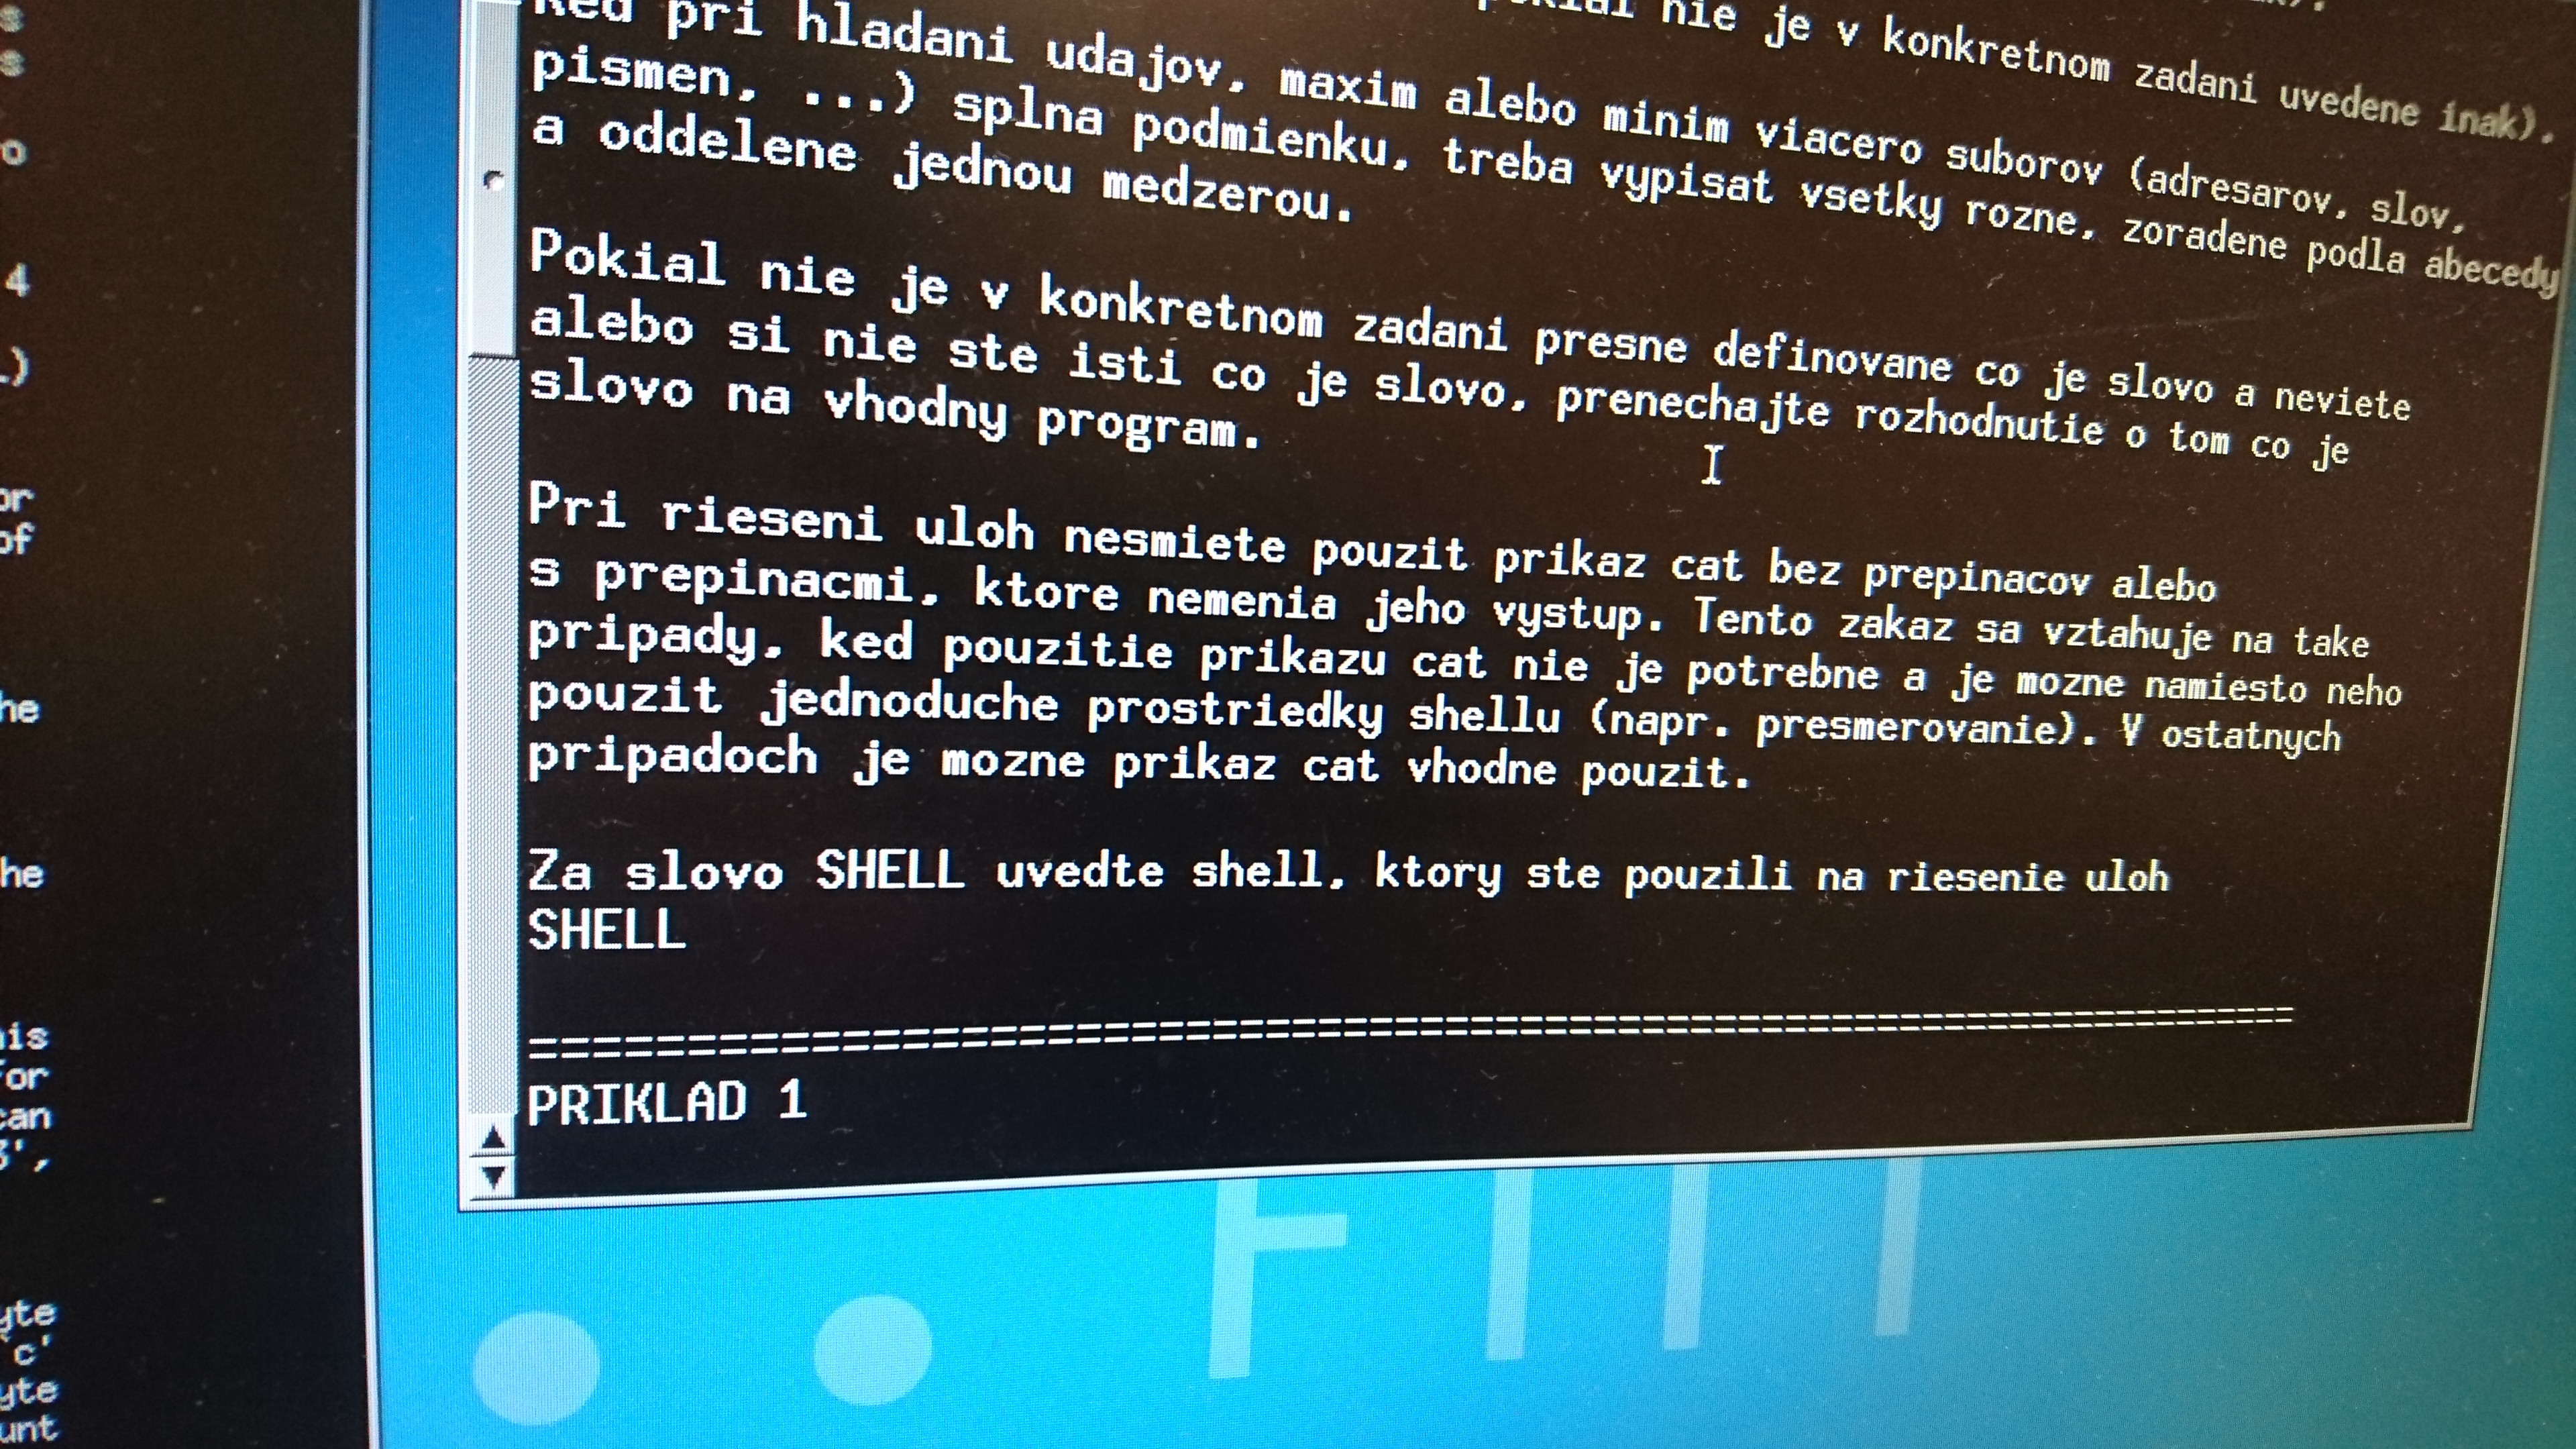 nie je v konkretnom zadani uvedene inak).
Ked pri hladani udajov, maxim alebo minim viacero suborov (adresarov, slov,
pismen, ...) splna podmienku, treba vypisat vsetky rozne, zoradene podla abecedy
a oddelene jednou medzerou.
Pokial nie je v konkretnom zadani presne definovane co je slovo a neviete
alebo si nie ste isti co je slovo, prenechajte rozhodnutie o tom co je
slovo na vhodny program.
Pri rieseni uloh nesmiete pouzit prikaz cat bez prepinacov alebo
s prepinacmi, ktore nemenia jeho vystup. Tento zakaz sa vztahuje na take
pripady, ked pouzitie prikazu cat nie je potrebne a je mozne namiesto neho
pouzit jednoduche prostriedky shellu (napr. presmerovanie). V ostatnych
pripadoch je mozne prikaz cat vhodne pouzit.
Za slovo SHELL uvedte shell, ktory ste pouzili na riesenie uloh
SHELL
PRIKLAD 1
4
or
of
he
he
his
for
can
yte
'c'
yte
unt